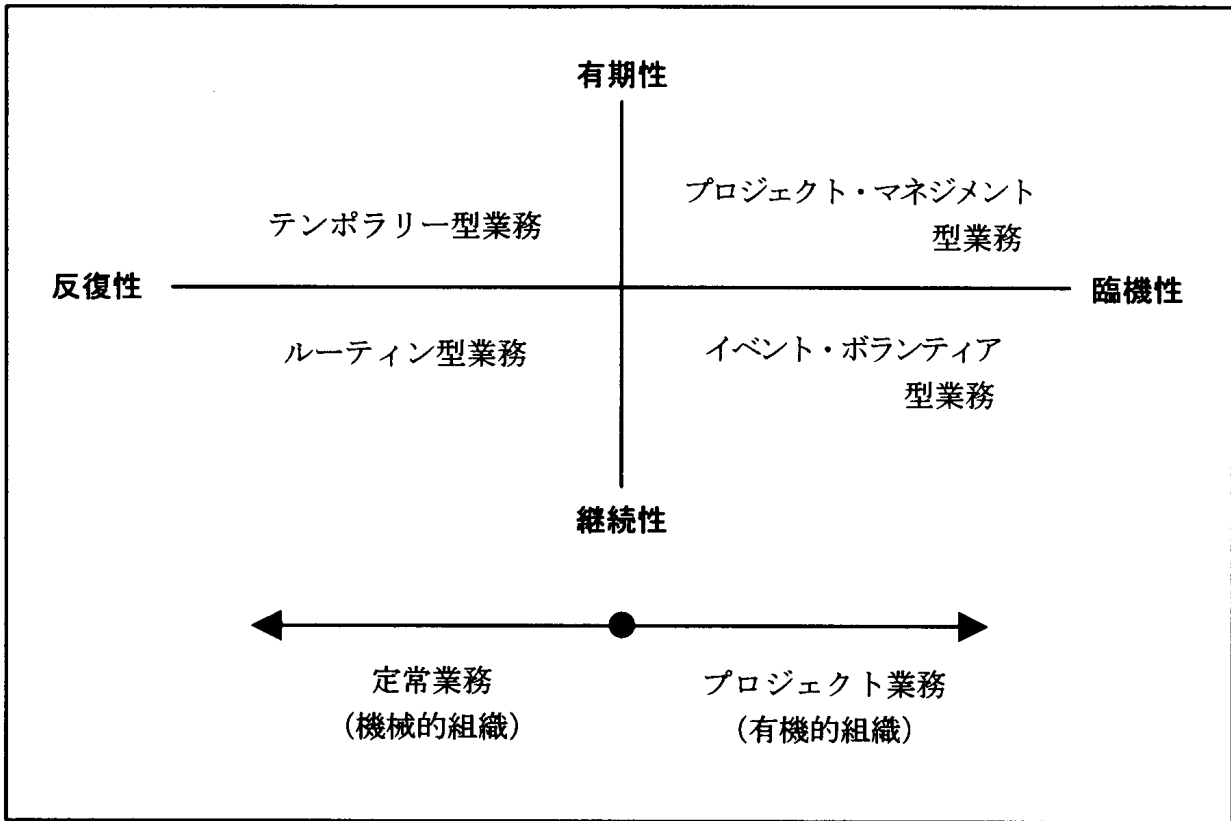 有期性
プロジェクト・マネジメント
型業務
テンポラリー型業務
反復性
臨機性
ルーティン型業務
イベント・ボランティア
型業務
継続性
定常業務
(機械的組織)
プロジェクト業務
(有機的組織)